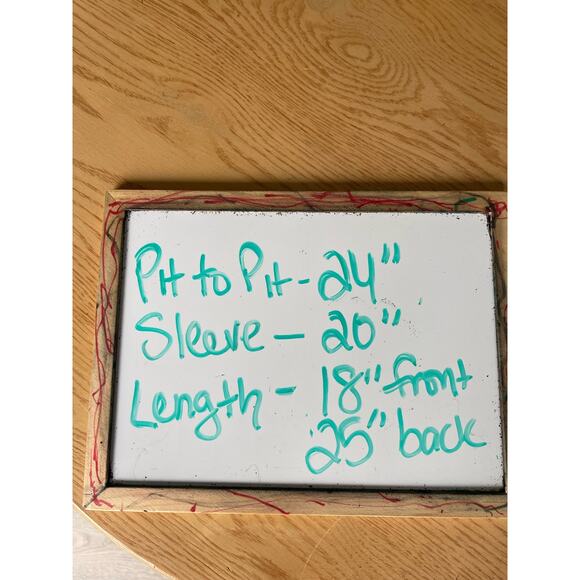 Pit to Pit - 24"
Sleeve - 20"
Length - 18" front
25" back